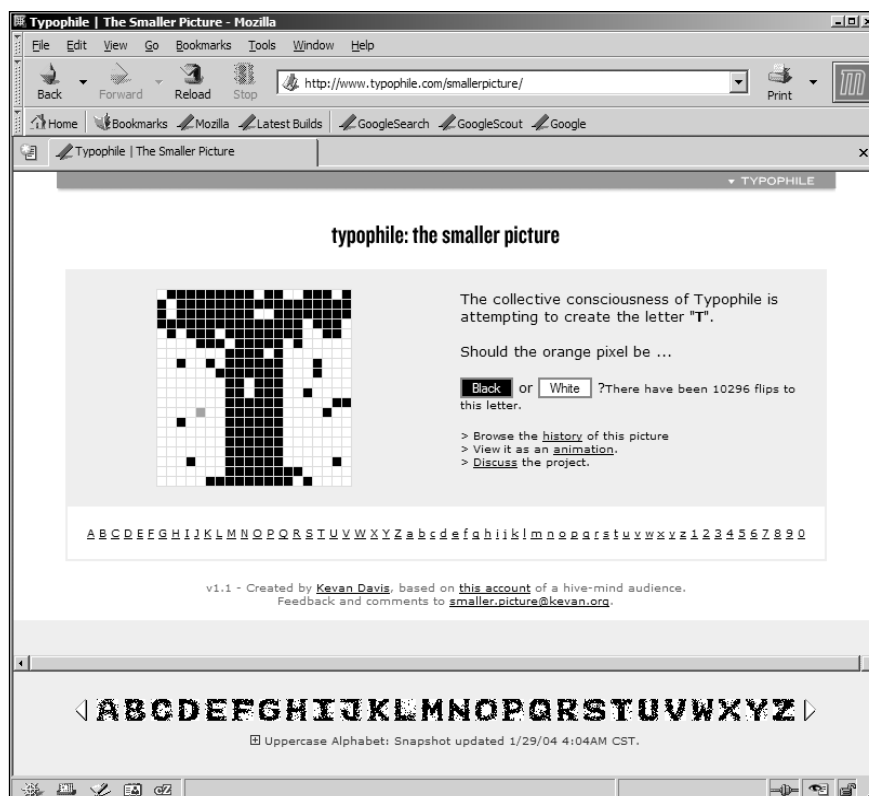 Typophile | The Smaller Picture - Mozilla
File Edit View Go Bookmarks Tools Window Help
Back Forward Reload Stop http://www.typophile.com/smallerpicture/ Print
Home Bookmarks Mozilla Latest Builds GoogleSearch GoogleScout Google
Typophile | The Smaller Picture
TYPOPHILE
typophile: the smaller picture
The collective consciousness of Typophile is
attempting to create the letter "T".
Should the orange pixel be ...
Black or White ?There have been 10296 flips to
this letter.
> Browse the history of this picture
> View it as an animation.
> Discuss the project.
A B C D E F G H I J K L M N O P Q R S T U V W X Y Z a b c d e f g h i j k l m n o p q r s t u v w x y z 1 2 3 4 5 6 7 8 9 0
v1.1 - Created by Kevan Davis, based on this account of a hive-mind audience.
Feedback and comments to smaller.picture@kevan.org.
ABCDEFGHIJKLMNOPQRSTUVWXYZ
Uppercase Alphabet: Snapshot updated 1/29/04 4:04AM CST.